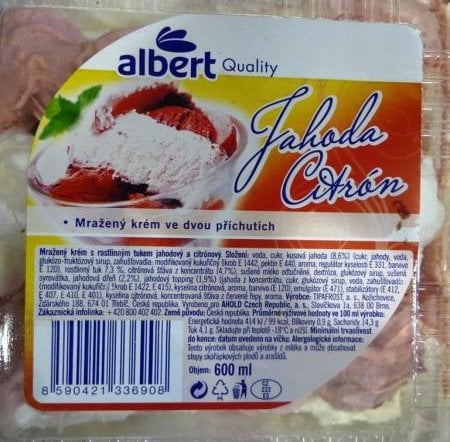 albert Quality
Jahoda
Citrón
• Mražený krém ve dvou příchutích
Mražený krém s rostlinným tukem jahodový a citrónový. Složení: voda, cukr, kusová jahoda (8,6%) (cukr, jahody, voda,
glukózo-fruktózový sirup, zahušťovadla: modifikovaný kukuřičný škrob E 1442, pektin E 440, aroma, regulátor kyselosti E 331, barvivo
E 120), rostlinný tuk 7,3 %, citrónová šťáva z koncentrátu (4,7%), sušené mléko odtučněné, dextróza, glukózový sirup, sušená
syrovátka, jahodová dřeň (2,2%), jahodový topping (1,9%) (jahoda z koncentrátu, cukr, glukózový sirup, voda, zahušťovadla
(modifikovaný kukuřičný škrob E 1422, E 415), kyselina citrónová, aroma, barvivo E 120), emulgátor (E 471), stabilizátory (E 412,
E 407, E 410, E 401), kyselina citrónová, koncentrovaná šťáva z červené řepy, aroma. Výrobce: TIPAFROST, a. s., Kožichovice,
Žďárského 188, 674 01 Třebíč, Česká republika. Vyrobeno pro AHOLD Czech Republic, a. s., Slavíčkova 1a, 638 00 Brno.
Zákaznická infolinka: +420 800 402 402. Země původu: Česká republika. Průměrné výživové hodnoty ve 100 ml výrobku:
Energetická hodnota 414 kJ / 99 kcal, Bílkoviny 0,9 g, Sacharidy 14,3 g,
Tuk 4,1 g. Skladujte při teplotě -18°C a nižší. Minimální trvanlivost
do konce: datum uvedeno na víčku. Alergologické informace:
Tento výrobek obsahuje výrobky z mléka a může obsahovat
stopy skořápkových plodů a arašídů.
Objem: 600 ml
8 590421 336908
PS
CZ
222
ES